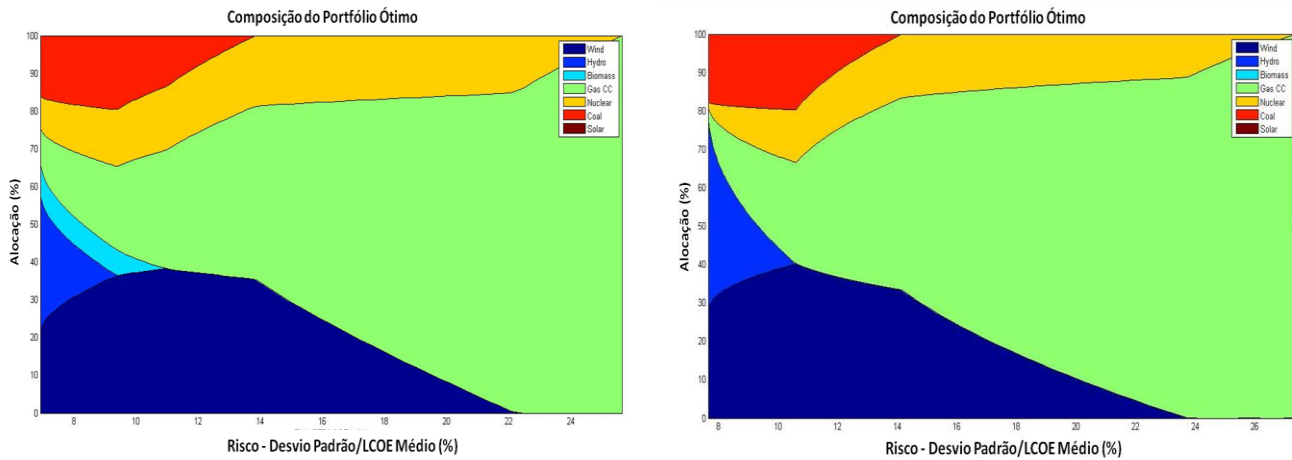 Composição do Portfólio Ótimo
100
90
80
70
60
50
40
30
20
10
0
Alocação (%)
Wind
Hydro
Biomass
Gas CC
Nuclear
Coal
Solar
8
10
12
14
16
18
20
22
24
Risco - Desvio Padrão/LCOE Médio (%)
Composição do Portfólio Ótimo
100
90
80
70
60
50
40
30
20
10
0
Alocação (%)
Wind
Hydro
Biomass
Gas CC
Nuclear
Coal
Solar
8
10
12
14
16
18
20
22
24
26
Risco - Desvio Padrão/LCOE Médio (%)